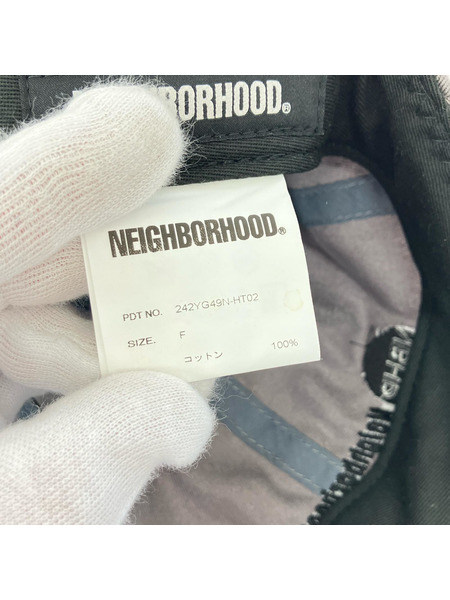 NEIGHBORHOOD®
NEIGHBORHOOD®
PDT NO. 242YG49N-HT02
SIZE. F
コットン 100%